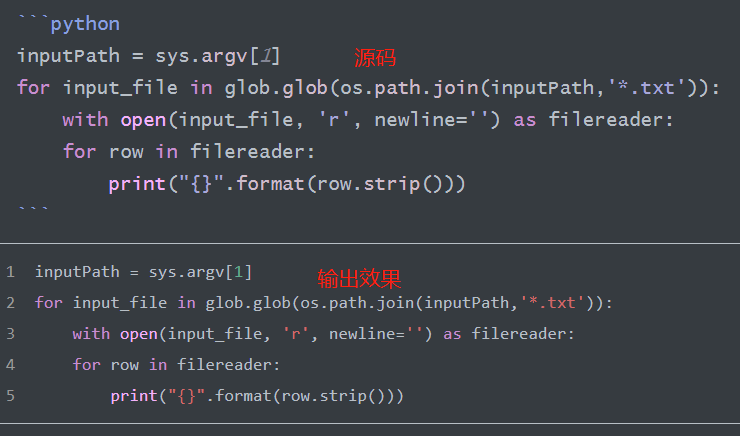 ```python
inputPath = sys.argv[1] 源码
for input_file in glob.glob(os.path.join(inputPath,'*.txt')):
    with open(input_file, 'r', newline='') as filereader:
    for row in filereader:
        print("{}".format(row.strip()))
```
1 inputPath = sys.argv[1] 输出效果
2 for input_file in glob.glob(os.path.join(inputPath,'*.txt')):
3     with open(input_file, 'r', newline='') as filereader:
4     for row in filereader:
5         print("{}".format(row.strip()))